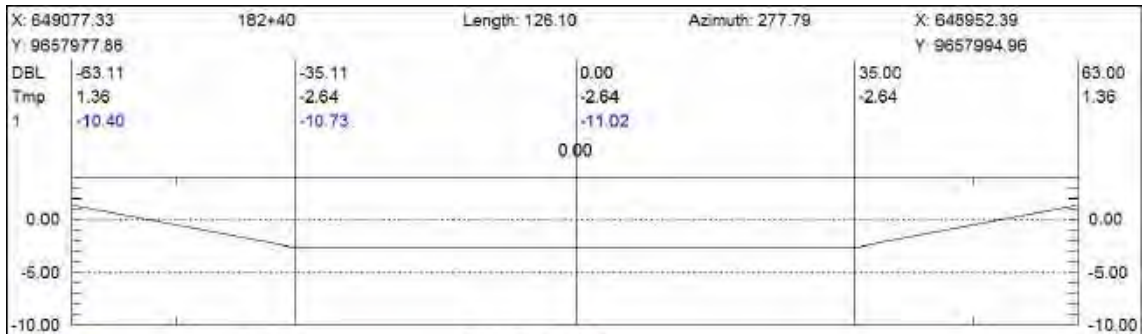 X: 649077.33 182+40 Length: 126.10 Azimuth: 277.79 X: 648952.39
Y: 9657977.86 Y: 9657994.96
DBL -63.11 -35.11 0.00 35.00 63.00
Tmp 1.36 -2.64 -2.64 -2.64 1.36
1 -10.40 -10.73 -11.02
0.00
0.00 0.00
-5.00 -5.00
-10.00 -10.00